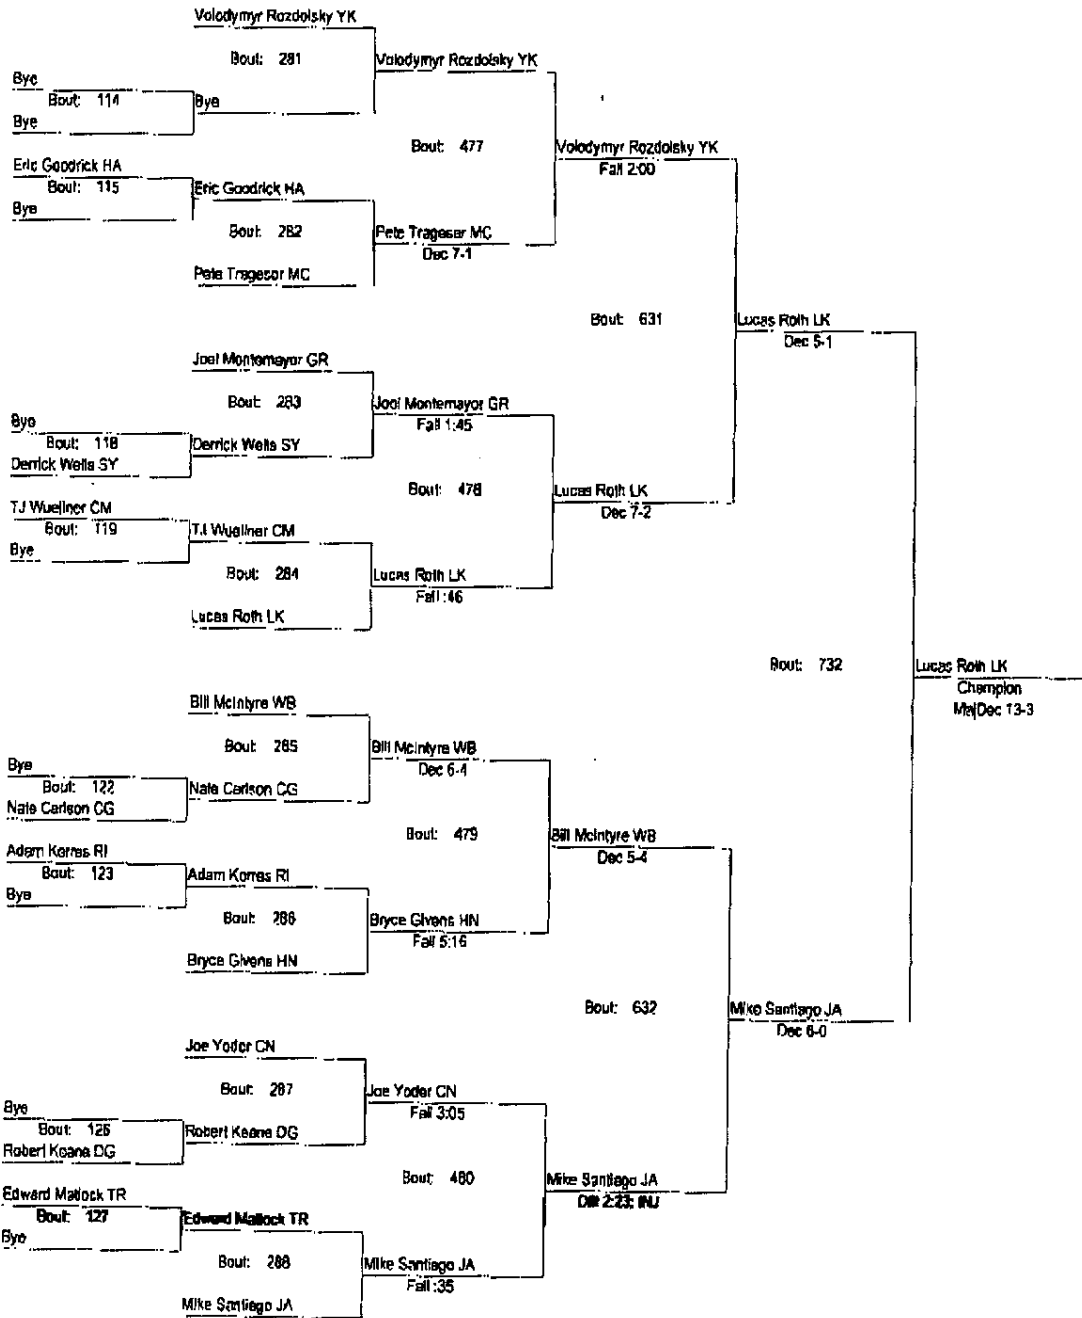 Volodymyr Rozdolsky YK
Bout: 281
Volodymyr Rozdolsky YK
Bye
Bout: 114
Bye
Bye
Bout: 477
Volodymyr Rozdolsky YK
Fall 2:00
Eric Goodrick HA
Bout: 115
Eric Goodrick HA
Bye
Bout: 282
Pete Trageser MC
Dec 7-1
Pete Trageser MC
Bout: 631
Lucas Roth LK
Dec 5-1
Joel Montemayor GR
Bout: 283
Joel Montemayor GR
Fall 1:45
Bye
Bout: 118
Derrick Wells SY
Derrick Wells SY
Bout: 478
Lucas Roth LK
Dec 7-2
TJ Wuellner CM
Bout: 119
TJ Wuellner CM
Bye
Bout: 284
Lucas Roth LK
Fall :46
Lucas Roth LK
Bout: 732
Lucas Roth LK
Champion
MajDec 13-3
Bill McIntyre WB
Bout: 285
Bill McIntyre WB
Dec 6-4
Bye
Bout: 122
Nate Carlson CG
Nate Carlson CG
Bout: 479
Bill McIntyre WB
Dec 5-4
Adam Korres RI
Bout: 123
Adam Korres RI
Bye
Bout: 286
Bryce Givens HN
Fall 5:16
Bryce Givens HN
Bout: 632
Mike Santiago JA
Dec 6-0
Joe Yoder CN
Bout: 287
Joe Yoder CN
Fall 3:05
Bye
Bout: 126
Robert Keane DG
Robert Keane DG
Bout: 480
Mike Santiago JA
Dflt 2:23; INJ
Edward Matlock TR
Bout: 127
Edward Matlock TR
Bye
Bout: 288
Mike Santiago JA
Fall :35
Mike Santiago JA